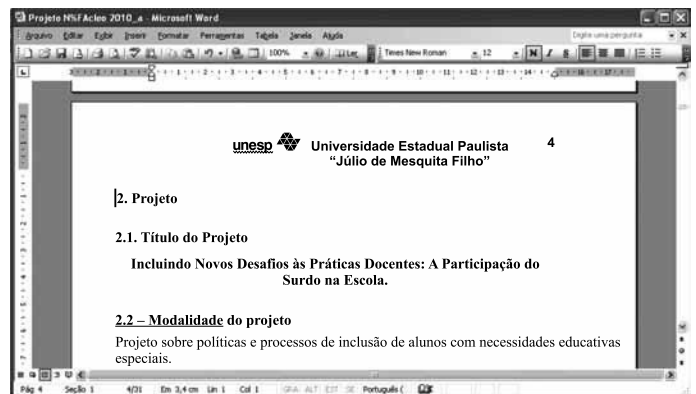 Projeto N%FAcleo 2010_a - Microsoft Word
Arquivo Editar Exibir Inserir Formatar Ferramentas Tabela Janela Ajuda Digite uma pergunta
100% Ler Times New Roman 12 N I S
unesp Universidade Estadual Paulista 4
“Júlio de Mesquita Filho”
2. Projeto
2.1. Título do Projeto
Incluindo Novos Desafios às Práticas Docentes: A Participação do
Surdo na Escola.
2.2 – Modalidade do projeto
Projeto sobre políticas e processos de inclusão de alunos com necessidades educativas
especiais.
Pág 4 Seção 1 4/31 Em 3,4 cm Lin 1 Col 1 GRA ALT EST SE Português (